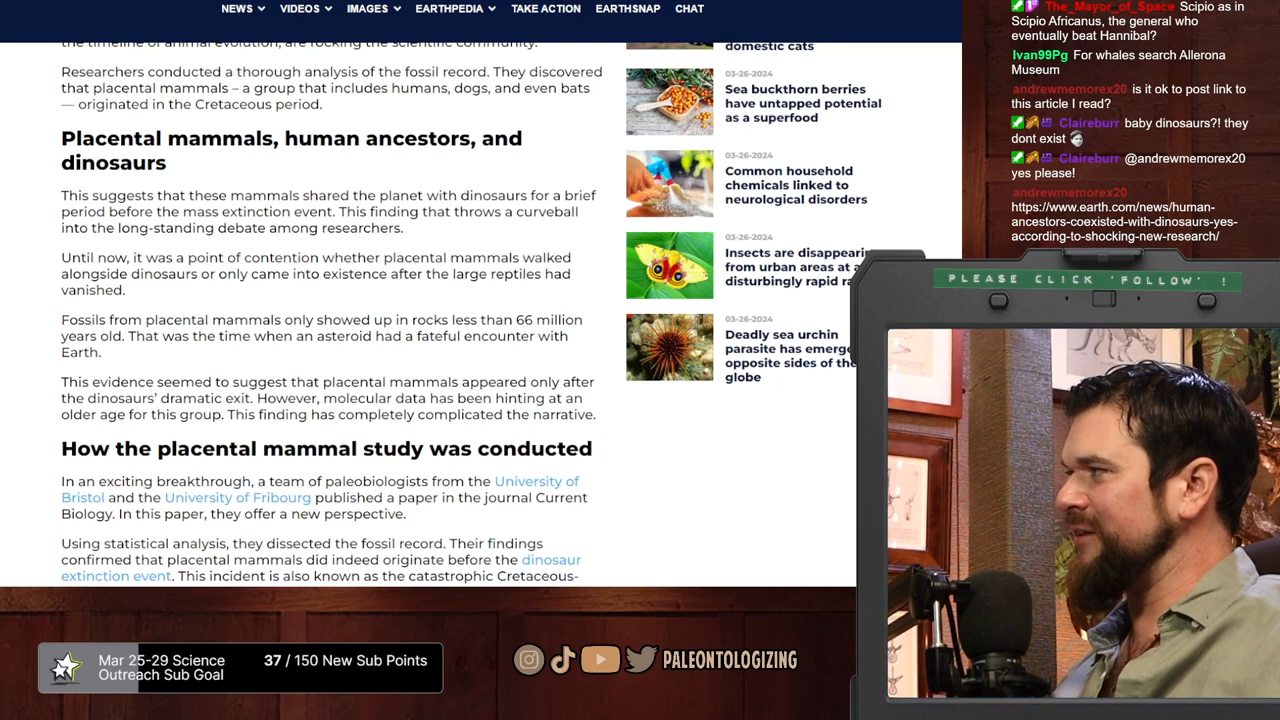 NEWS VIDEOS IMAGES EARTHPEDIA TAKE ACTION EARTHSNAP CHAT
the timeline of animal evolution, are rocking the scientific community.
Researchers conducted a thorough analysis of the fossil record. They discovered
that placental mammals – a group that includes humans, dogs, and even bats
— originated in the Cretaceous period.
Placental mammals, human ancestors, and
dinosaurs
This suggests that these mammals shared the planet with dinosaurs for a brief
period before the mass extinction event. This finding that throws a curveball
into the long-standing debate among researchers.
Until now, it was a point of contention whether placental mammals walked
alongside dinosaurs or only came into existence after the large reptiles had
vanished.
Fossils from placental mammals only showed up in rocks less than 66 million
years old. That was the time when an asteroid had a fateful encounter with
Earth.
This evidence seemed to suggest that placental mammals appeared only after
the dinosaurs’ dramatic exit. However, molecular data has been hinting at an
older age for this group. This finding has completely complicated the narrative.
How the placental mammal study was conducted
In an exciting breakthrough, a team of paleobiologists from the University of
Bristol and the University of Fribourg published a paper in the journal Current
Biology. In this paper, they offer a new perspective.
Using statistical analysis, they dissected the fossil record. Their findings
confirmed that placental mammals did indeed originate before the dinosaur
extinction event. This incident is also known as the catastrophic Cretaceous-
domestic cats
03-26-2024
Sea buckthorn berries
have untapped potential
as a superfood
03-26-2024
Common household
chemicals linked to
neurological disorders
03-26-2024
Insects are disappearin
from urban areas at a
disturbingly rapid ra
03-26-2024
Deadly sea urchin
parasite has emerge
opposite sides of the
globe
The_Mayor_of_Space Scipio as in
Scipio Africanus, the general who
eventually beat Hannibal?
Ivan99Pg For whales search Allerona
Museum
andrewmemorex20 is it ok to post link to
this article I read?
Claireburr baby dinosaurs?! they
dont exist
Claireburr @andrewmemorex20
yes please!
andrewmemorex20
https://www.earth.com/news/human-
ancestors-coexisted-with-dinosaurs-yes-
according-to-shocking-new-research/
PLEASE CLICK "FOLLOW" !
Mar 25-29 Science 37 / 150 New Sub Points
Outreach Sub Goal
PALEONTOLOGIZING